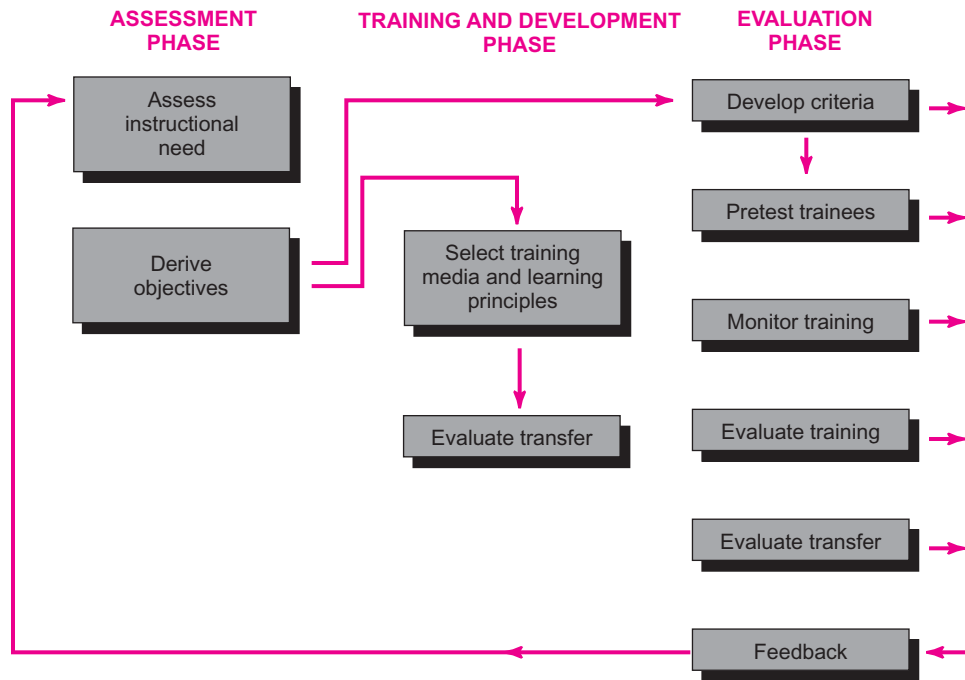 ASSESSMENT
PHASE
TRAINING AND DEVELOPMENT
PHASE
EVALUATION
PHASE
Assess
instructional
need
Derive
objectives
Select training
media and learning
principles
Evaluate transfer
Develop criteria
Pretest trainees
Monitor training
Evaluate training
Evaluate transfer
Feedback